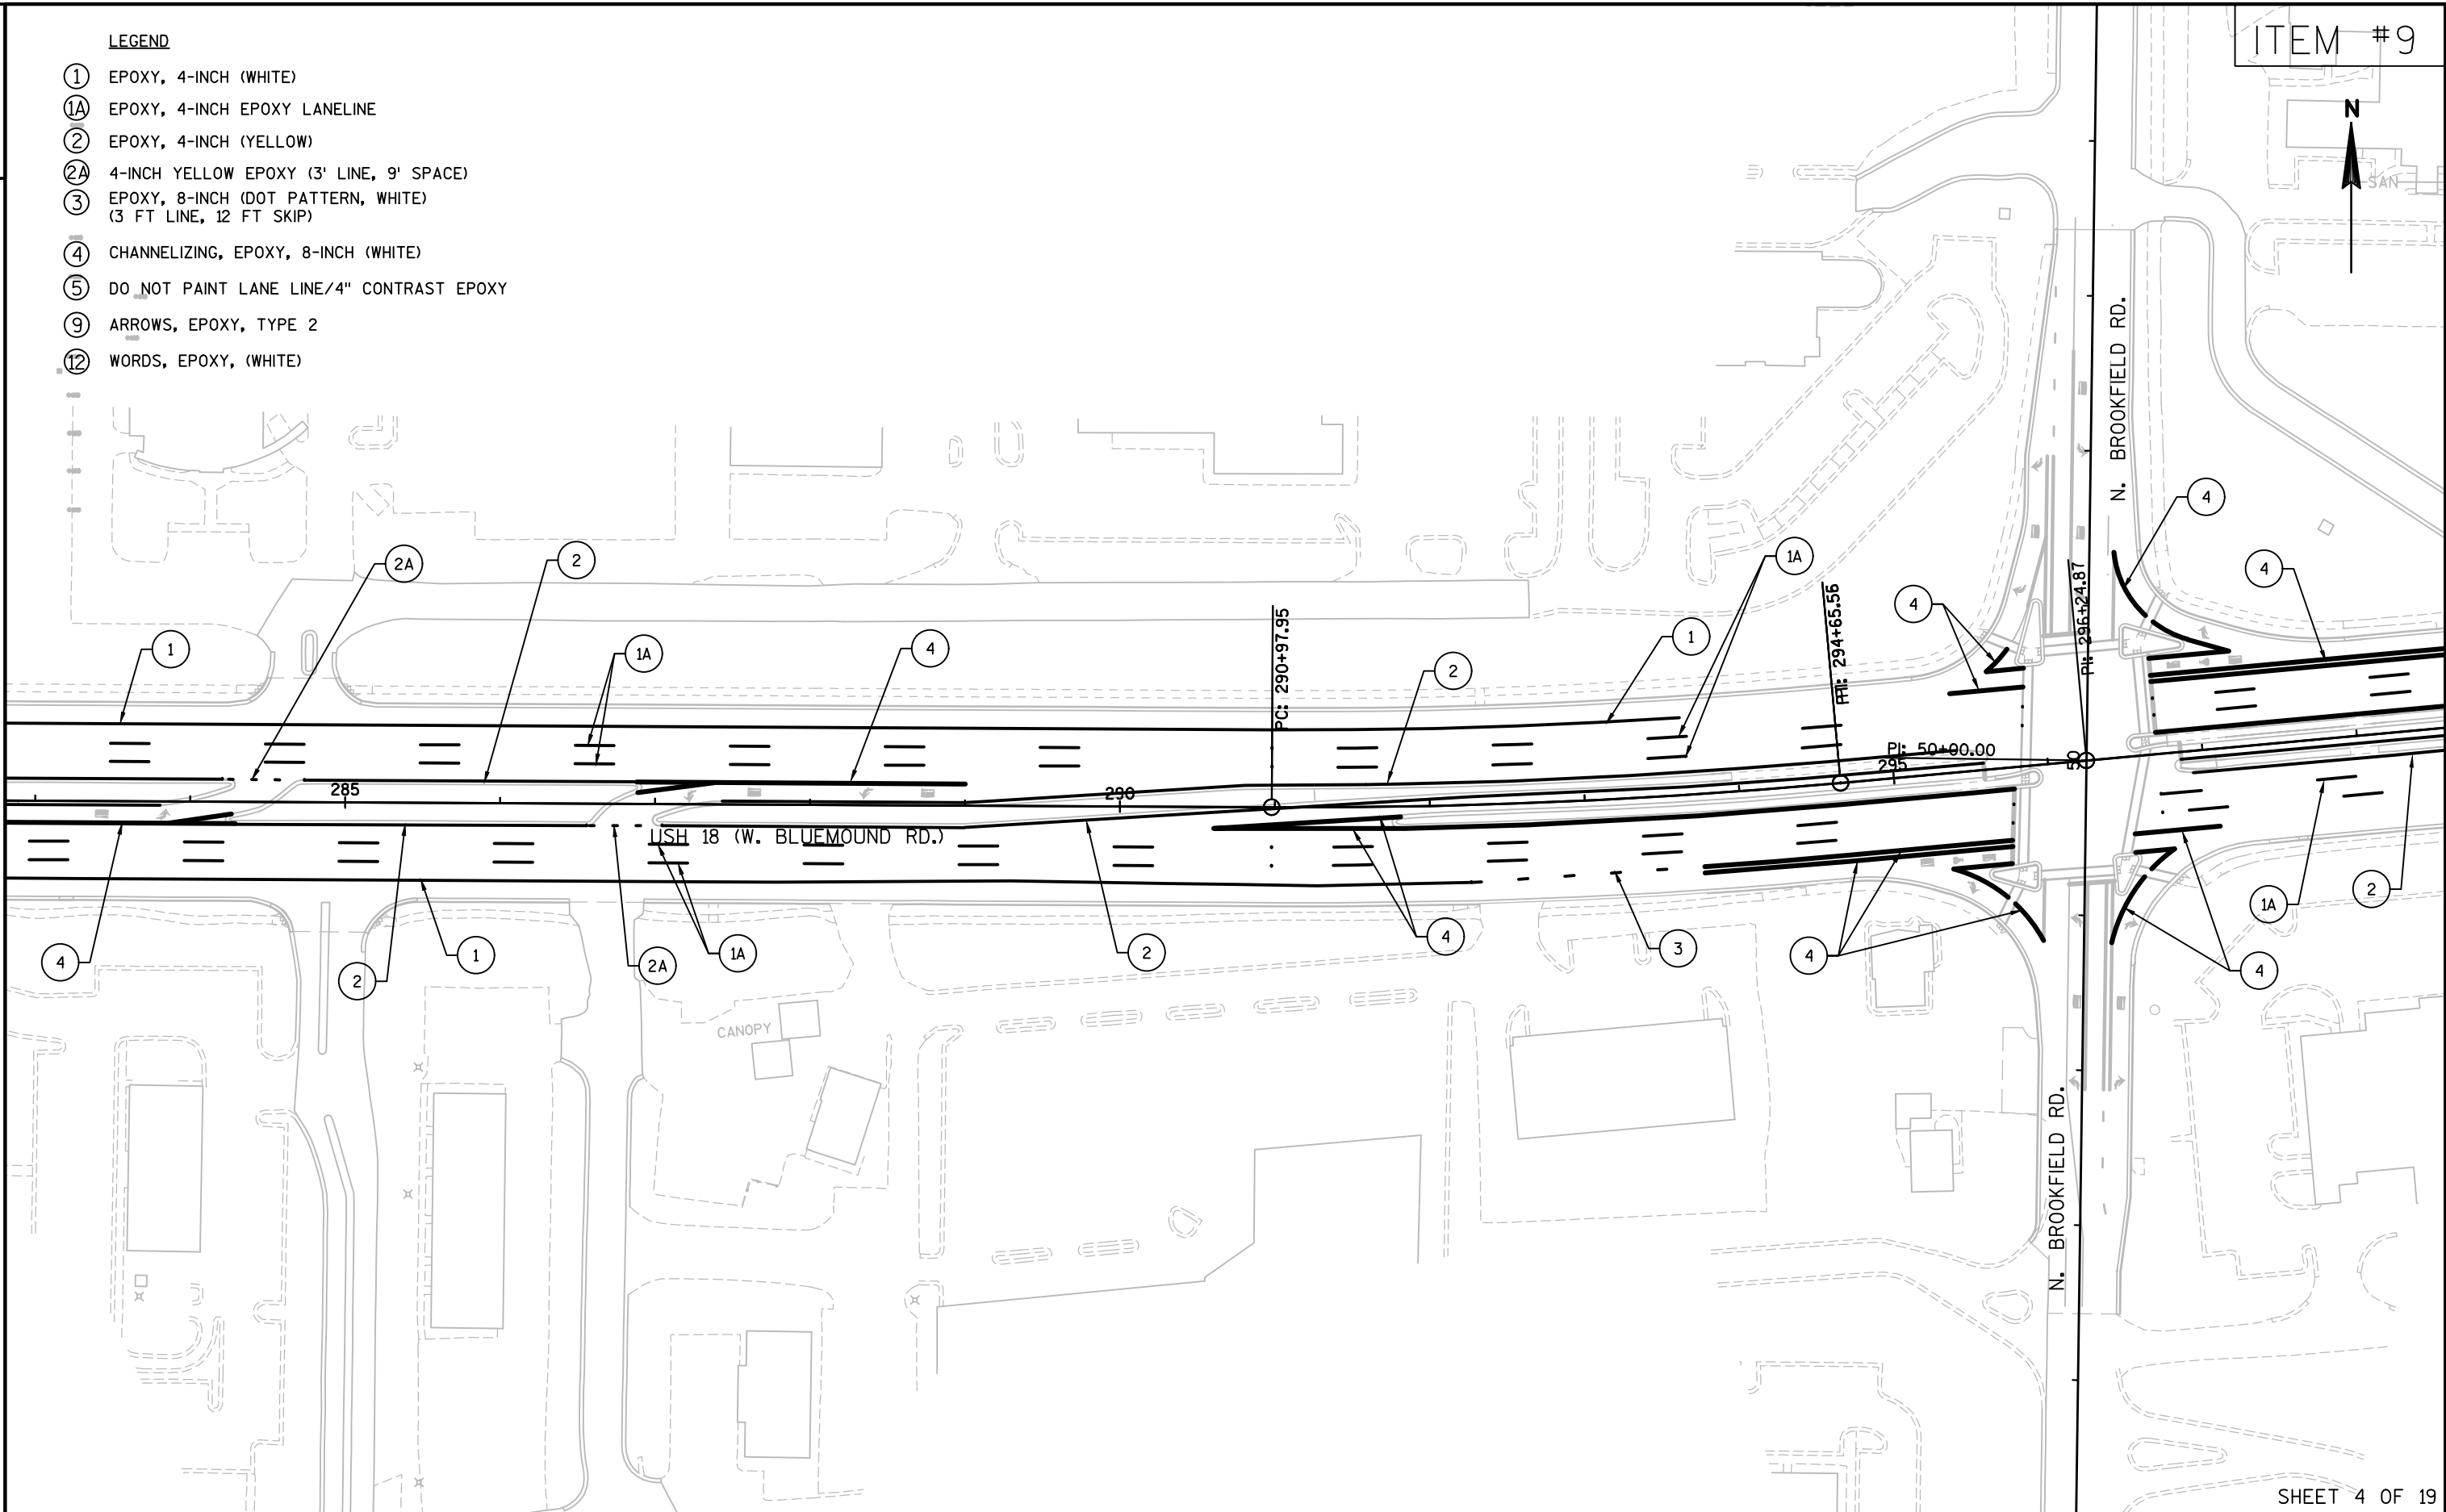 ITEM #9
LEGEND
1 EPOXY, 4-INCH (WHITE)
1A EPOXY, 4-INCH EPOXY LANELINE
2 EPOXY, 4-INCH (YELLOW)
2A 4-INCH YELLOW EPOXY (3' LINE, 9' SPACE)
3 EPOXY, 8-INCH (DOT PATTERN, WHITE)
(3 FT LINE, 12 FT SKIP)
4 CHANNELIZING, EPOXY, 8-INCH (WHITE)
5 DO NOT PAINT LANE LINE/4" CONTRAST EPOXY
9 ARROWS, EPOXY, TYPE 2
12 WORDS, EPOXY, (WHITE)
N
SAN
N. BROOKFIELD RD.
4
2A
2
1A
4
4
PI: 296+24.87
PI: 294+65.56
PC: 290+97.95
1
1A
4
1
2
PI: 50+00.00
50
295
285
290
USH 18 (W. BLUEMOUND RD.)
4
2
1
2A
1A
2
4
3
4
4
1A
2
CANOPY
N. BROOKFIELD RD.
SHEET 4 OF 19